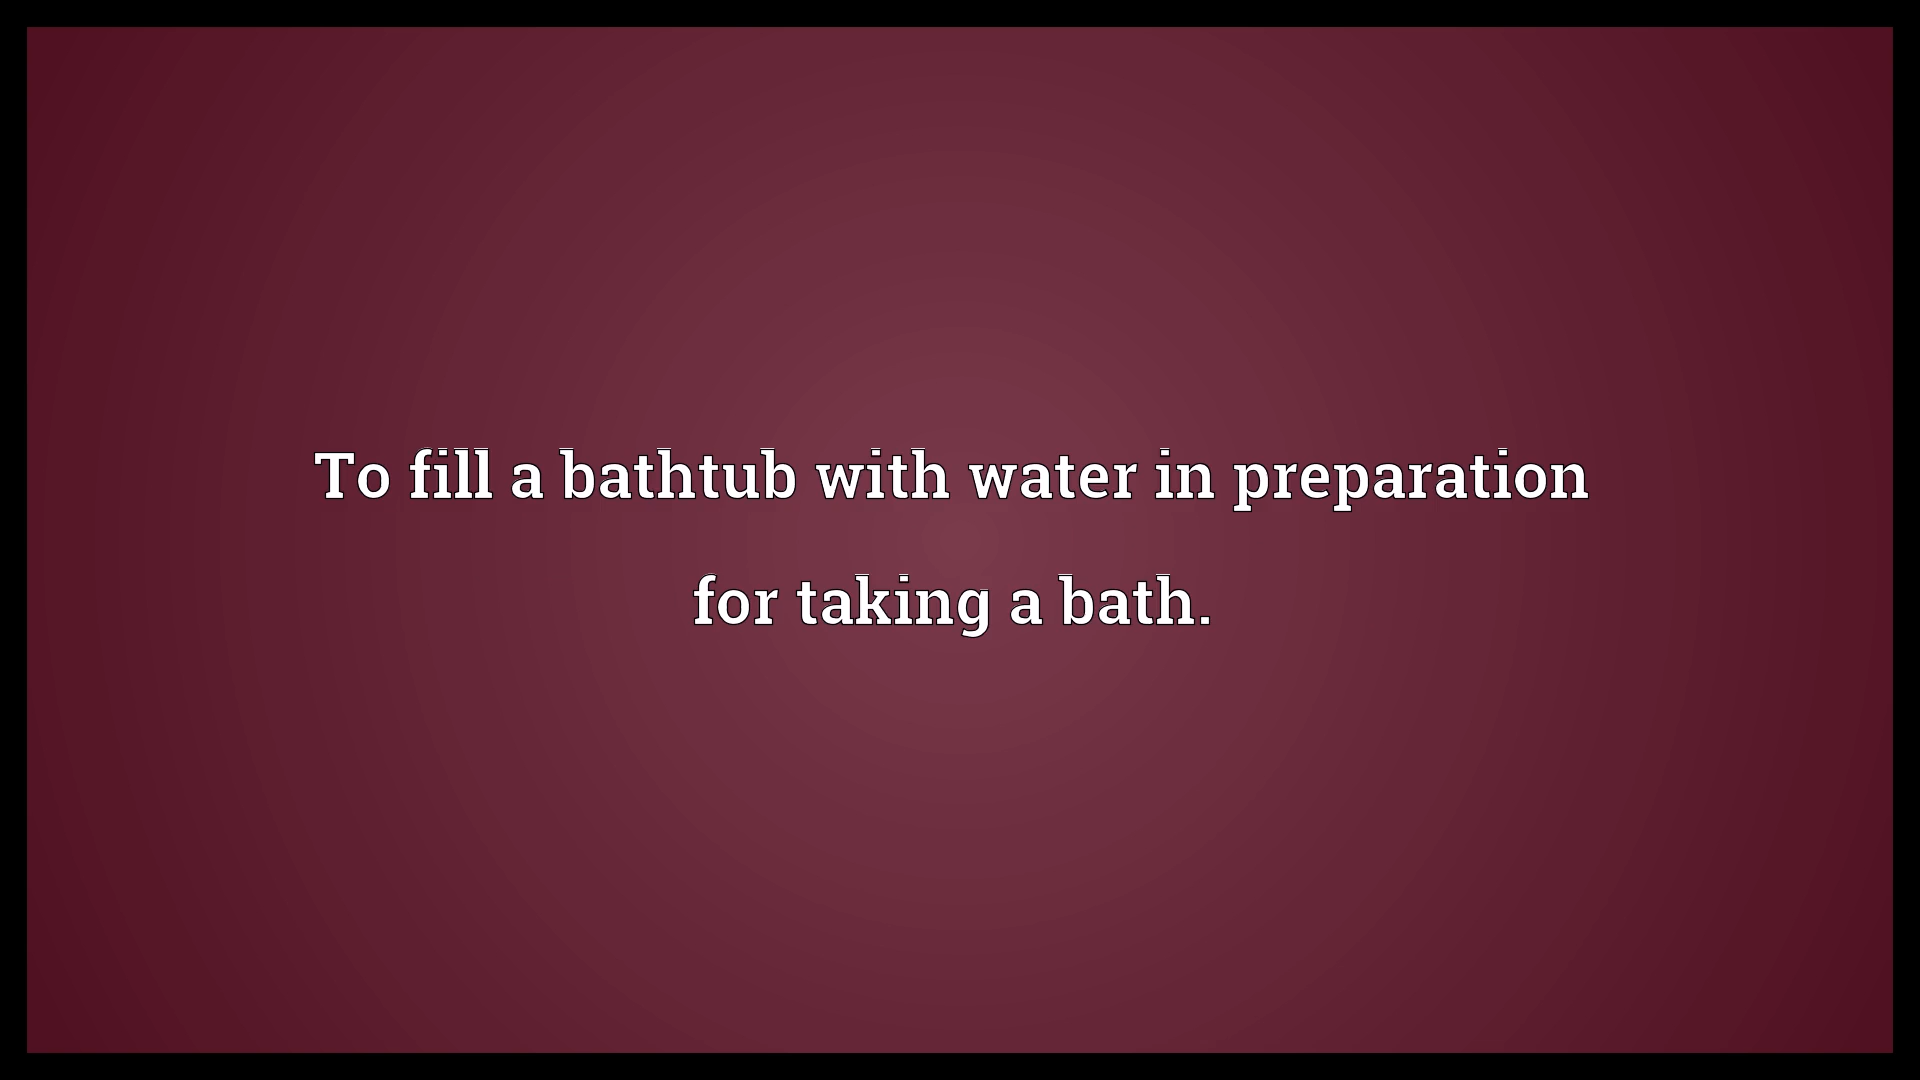 To fill a bathtub with water in preparation
for taking a bath.